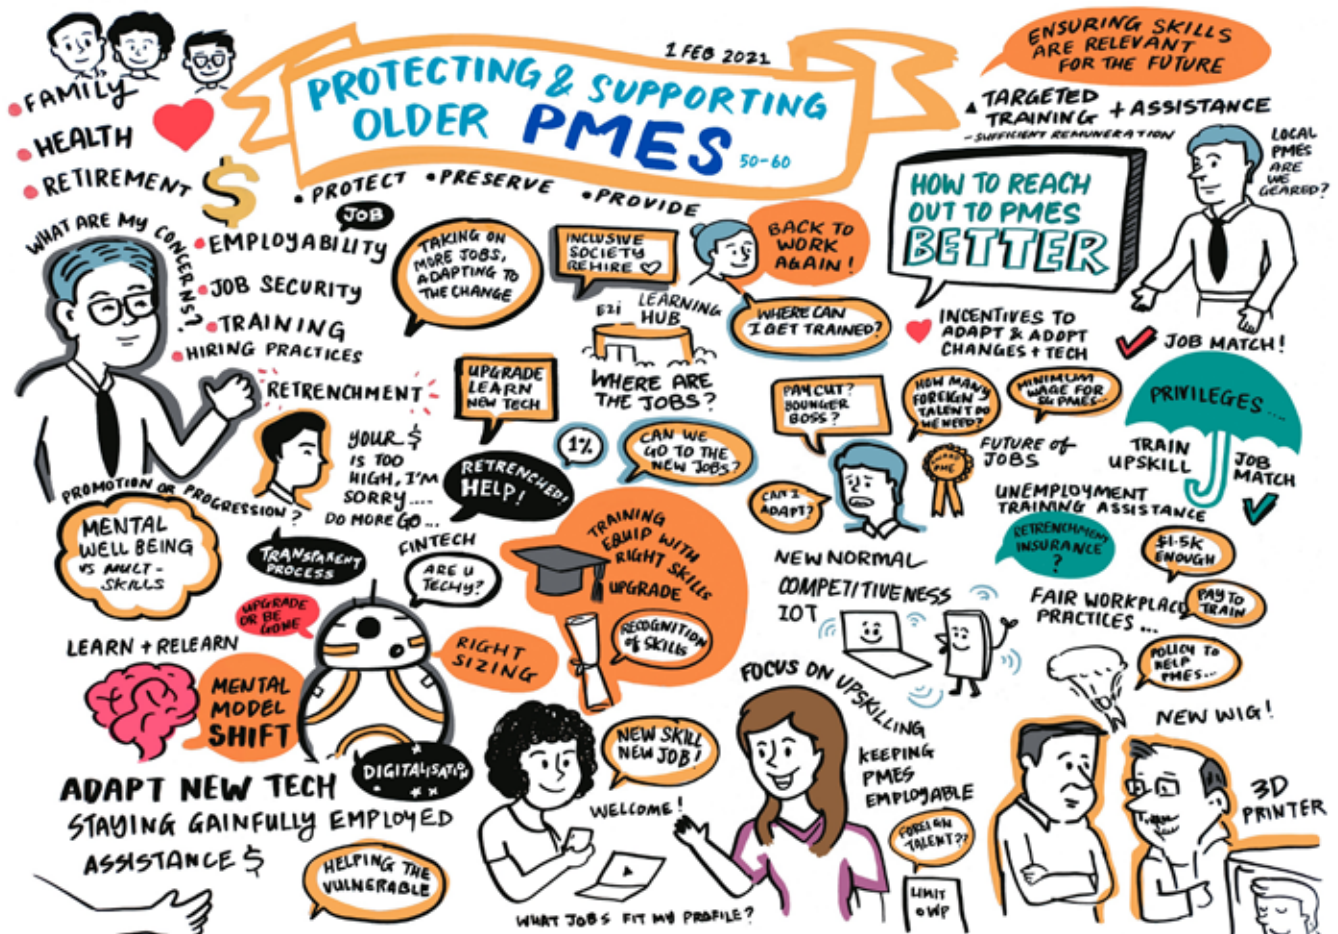 1 FEB 2021
PROTECTING & SUPPORTING
OLDER PMES
50-60
• PROTECT • PRESERVE • PROVIDE
JOB
• FAMILY
• HEALTH
• RETIREMENT
$
WHAT ARE MY CONCERNS?
• EMPLOYABILITY
• JOB SECURITY
• TRAINING
• HIRING PRACTICES
RETRENCHMENT
TAKING ON
MORE JOBS,
ADAPTING TO
THE CHANGE
INCLUSIVE
SOCIETY
REHIRE
BACK TO
WORK
AGAIN!
E2i LEARNING
HUB
WHERE CAN
I GET TRAINED?
WHERE ARE
THE JOBS?
ENSURING SKILLS
ARE RELEVANT
FOR THE FUTURE
TARGETED
TRAINING + ASSISTANCE
- SUFFICIENT REMUNERATION
HOW TO REACH
OUT TO PMES
BETTER
LOCAL
PMES
ARE
WE
GEARED?
INCENTIVES TO
ADAPT & ADOPT
CHANGES + TECH
JOB MATCH!
UPGRADE
LEARN
NEW TECH
YOUR $
IS TOO
HIGH, I'M
SORRY....
DO MORE GO...
RETRENCHED!
HELP!
1%
CAN WE
GO TO THE
NEW JOBS?
PAY CUT?
YOUNGER
BOSS?
HOW MANY
FOREIGN
TALENT DO
WE NEED?
MINIMUM
WAGE FOR
SG PMES...
PRIVILEGES...
TRAIN
UPSKILL
JOB
MATCH
AWARD
PME
FUTURE OF
JOBS
CAN I
ADAPT?
UNEMPLOYMENT
TRAINING ASSISTANCE
RETRENCHMENT
INSURANCE
?
$1.5K
ENOUGH
PAY TO
TRAIN
FAIR WORKPLACE
PRACTICES...
POLICY TO
HELP
PMES...
PROMOTION OR PROGRESSION?
MENTAL
WELL BEING
VS MULT-
SKILLS
TRANSPARENT
PROCESS
FINTECH
ARE U
TECHY?
TRAINING
EQUIP WITH
RIGHT SKILLS
UPGRADE
RECOGNITION
OF SKILLS
NEW NORMAL
COMPETITIVENESS
IOT
UPGRADE
OR BE
GONE
RIGHT
SIZING
LEARN + RELEARN
MENTAL
MODEL
SHIFT
DIGITALISATION
ADAPT NEW TECH
STAYING GAINFULLY EMPLOYED
ASSISTANCE $
HELPING THE
VULNERABLE
NEW SKILL
NEW JOB!
WELCOME!
WHAT JOBS FIT MY PROFILE?
FOCUS ON UPSKILLING
KEEPING
PMES
EMPLOYABLE
FOREIGN
TALENT??
LIMIT
WP
NEW WIG!
3D
PRINTER